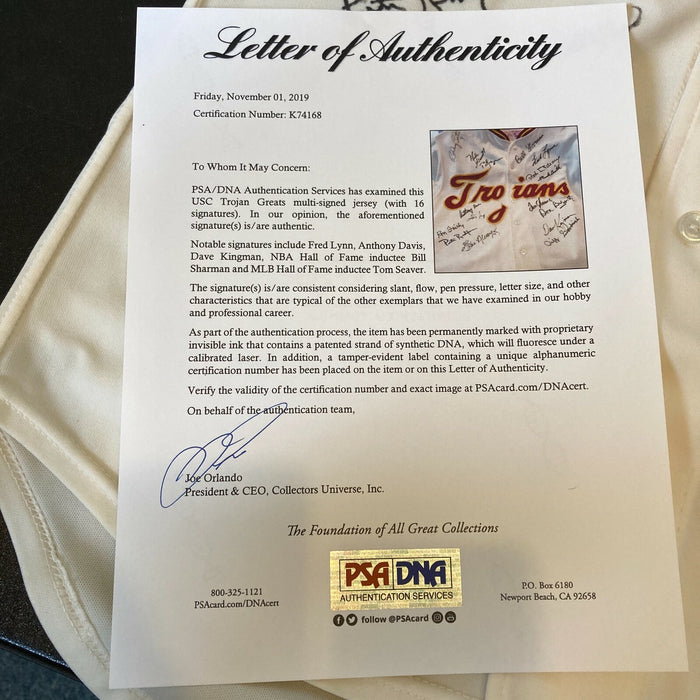 Letter of Authenticity
Friday, November 01, 2019
Certification Number: K74168
To Whom It May Concern:
PSA/DNA Authentication Services has examined this
USC Trojan Greats multi-signed jersey (with 16
signatures). In our opinion, the aforementioned
signature(s) is/are authentic.
Notable signatures include Fred Lynn, Anthony Davis,
Dave Kingman, NBA Hall of Fame inductee Bill
Sharman and MLB Hall of Fame inductee Tom Seaver.
Trojans
The signature(s) is/are consistent considering slant, flow, pen pressure, letter size, and other
characteristics that are typical of the other exemplars that we have examined in our hobby
and professional career.
As part of the authentication process, the item has been permanently marked with proprietary
invisible ink that contains a patented strand of synthetic DNA, which will fluoresce under a
calibrated laser. In addition, a tamper-evident label containing a unique alphanumeric
certification number has been placed on the item or on this Letter of Authenticity.
Verify the validity of the certification number and exact image at PSAcard.com/DNAcert.
On behalf of the authentication team,
Joe Orlando
President & CEO, Collectors Universe, Inc.
The Foundation of All Great Collections
800-325-1121
PSAcard.com/DNAcert
PSA DNA
AUTHENTICATION SERVICES
follow @PSAcard
P.O. Box 6180
Newport Beach, CA 92658